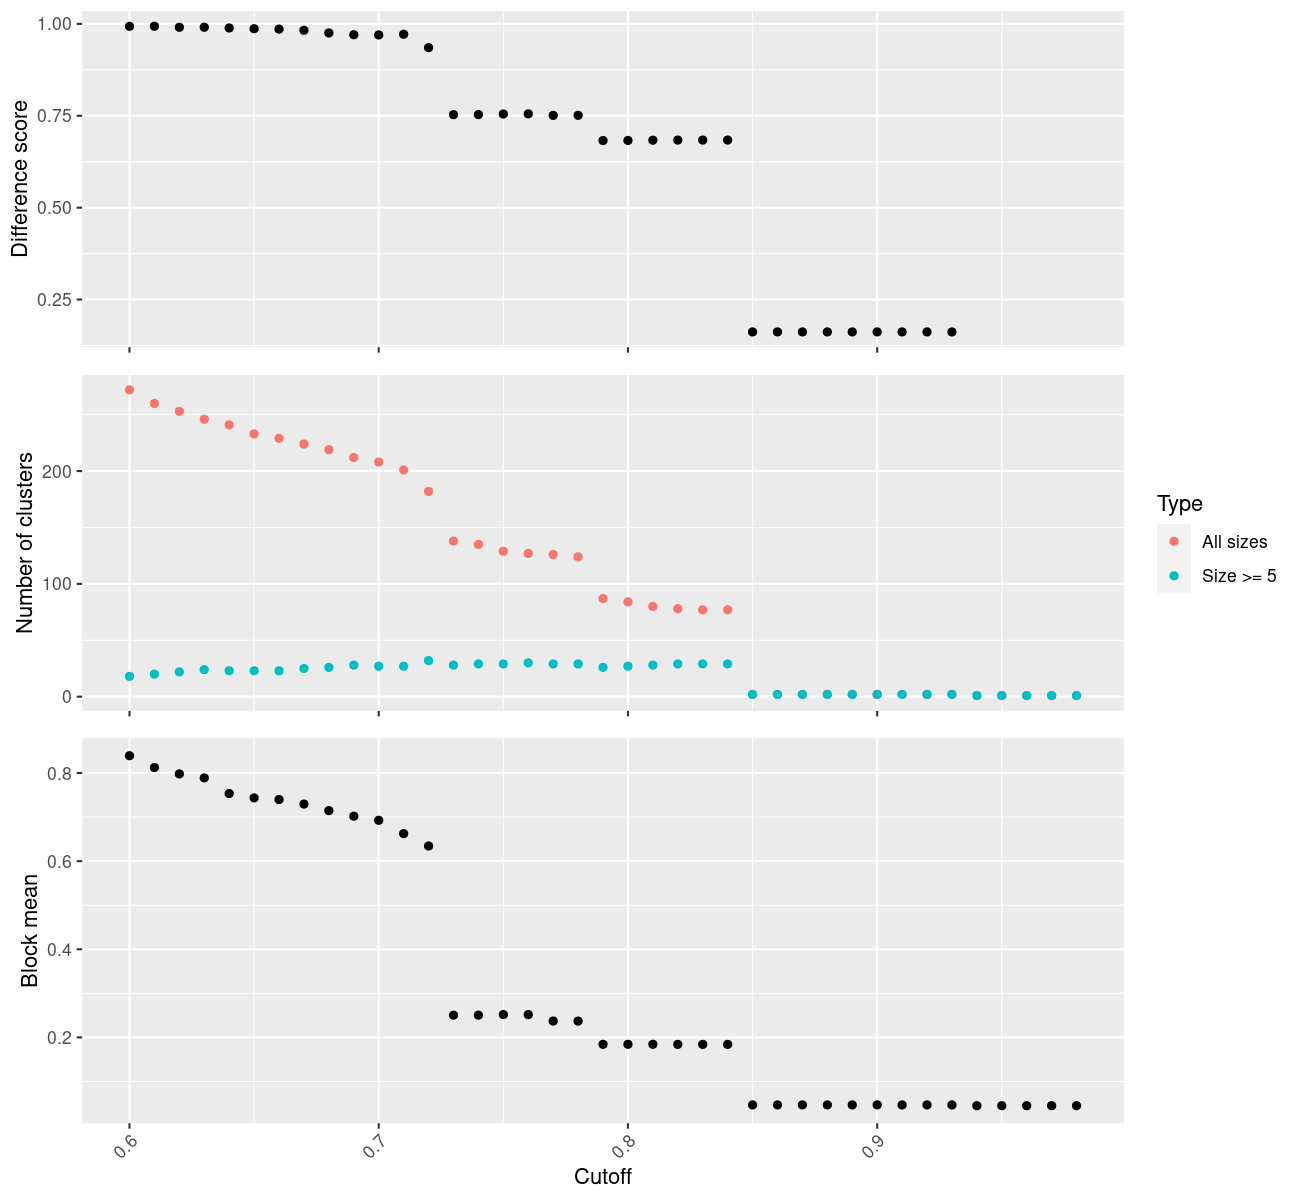 Difference score
1.00
0.75
0.50
0.25
Number of clusters
200
100
0
Type
All sizes
Size >= 5
Block mean
0.8
0.6
0.4
0.2
0.6 0.7 0.8 0.9
Cutoff